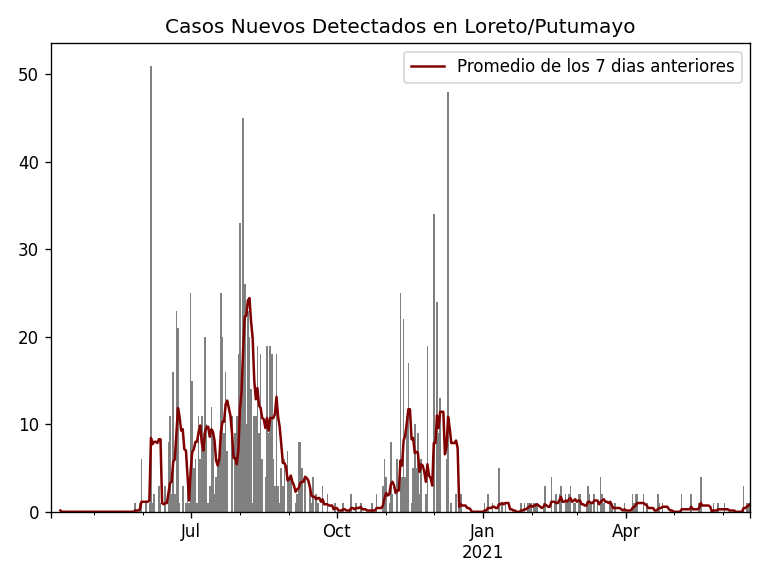 Casos Nuevos Detectados en Loreto/Putumayo
Promedio de los 7 dias anteriores
50
40
30
20
10
0
Jul
Oct
Jan
2021
Apr